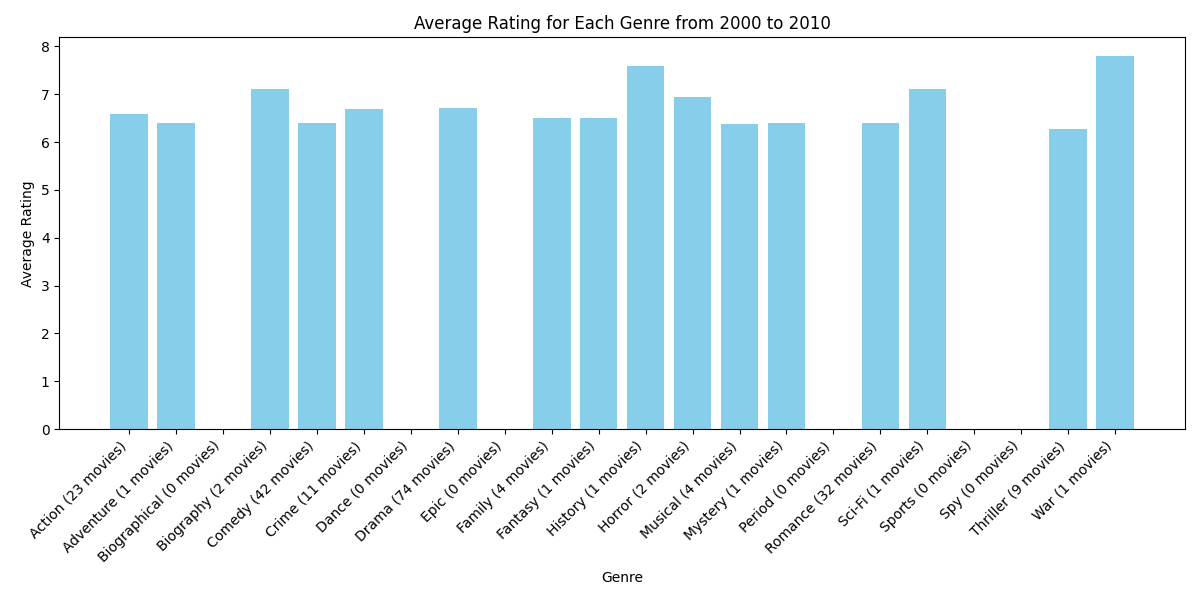 Average Rating for Each Genre from 2000 to 2010
8
7
6
5
4
3
2
1
0
Average Rating
Action (23 movies)
Adventure (1 movies)
Biographical (0 movies)
Biography (2 movies)
Comedy (42 movies)
Crime (11 movies)
Dance (0 movies)
Drama (74 movies)
Epic (0 movies)
Family (4 movies)
Fantasy (1 movies)
History (1 movies)
Horror (2 movies)
Musical (4 movies)
Mystery (1 movies)
Period (0 movies)
Romance (32 movies)
Sci-Fi (1 movies)
Sports (0 movies)
Spy (0 movies)
Thriller (9 movies)
War (1 movies)
Genre